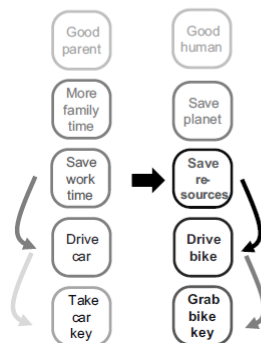 Good
parent
More
family
time
Save
work
time
Drive
car
Take
car
key
Good
human
Save
planet
Save
re-
sources
Drive
bike
Grab
bike
key